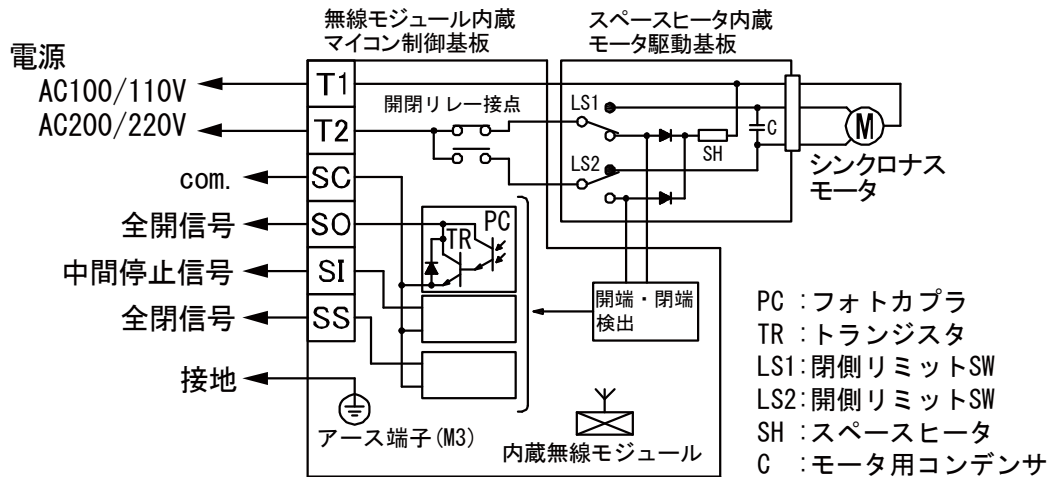 無線モジュール内蔵
マイコン制御基板
スペースヒータ内蔵
モータ駆動基板
電源
AC100/110V
AC200/220V
com.
全開信号
中間停止信号
全閉信号
接地
T1
T2
SC
SO
SI
SS
開閉リレー接点
LS1
LS2
SH
C
M
シンクロナス
モータ
PC
TR
開端・閉端
検出
アース端子(M3)
内蔵無線モジュール
PC :フォトカプラ
TR :トランジスタ
LS1:閉側リミットSW
LS2:開側リミットSW
SH :スペースヒータ
C :モータ用コンデンサ